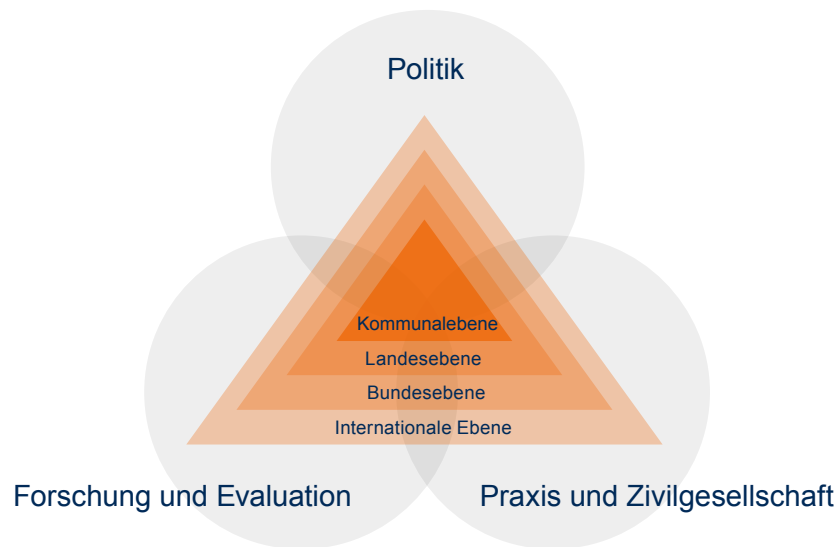 Politik
Kommunalebene
Landesebene
Bundesebene
Internationale Ebene
Forschung und Evaluation
Praxis und Zivilgesellschaft